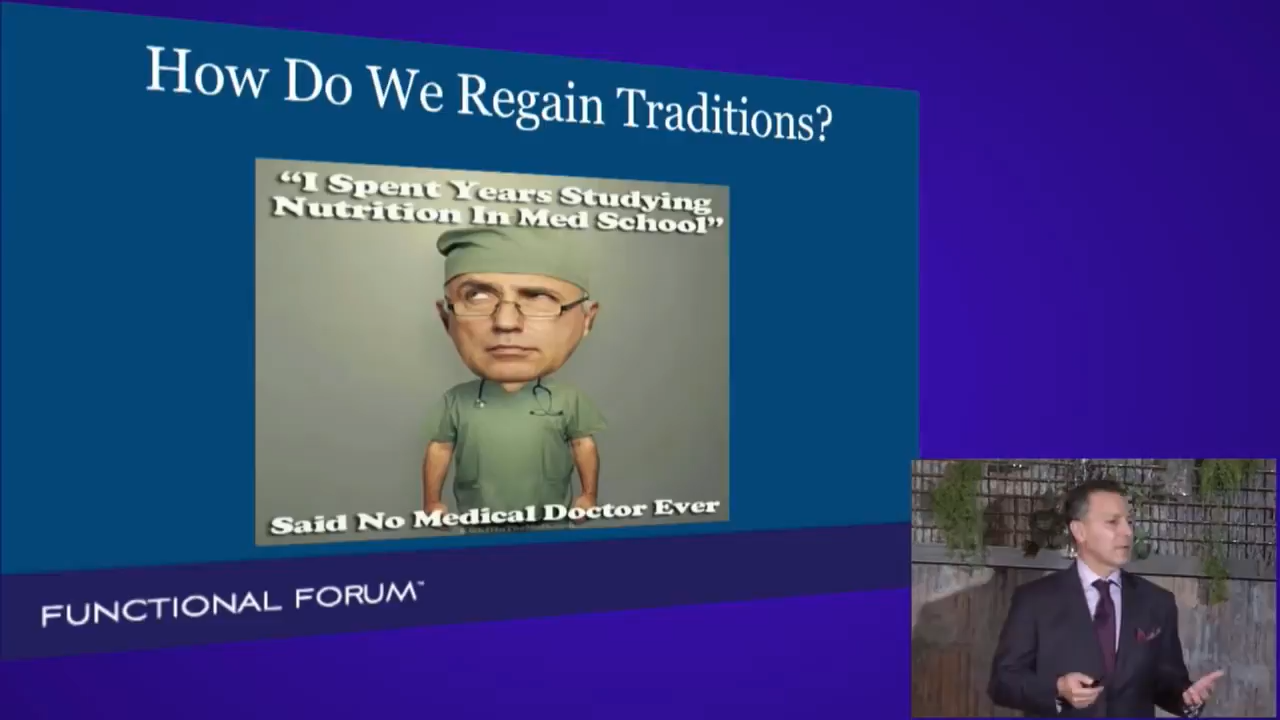 How Do We Regain Traditions?
“I Spent Years Studying
Nutrition In Med School”
Said No Medical Doctor Ever
FUNCTIONAL FORUM™